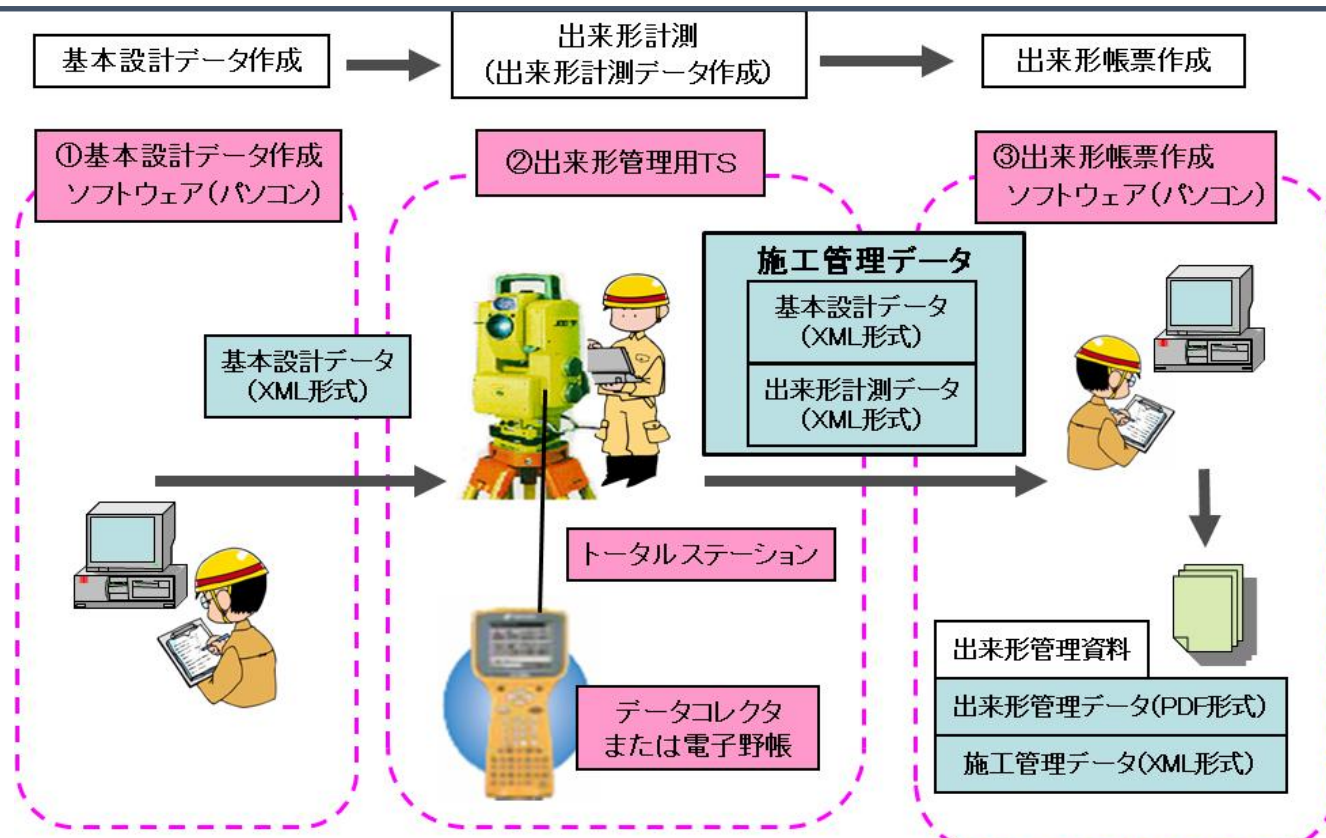 基本設計データ作成
出来形計測
(出来形計測データ作成)
出来形帳票作成
①基本設計データ作成
ソフトウェア(パソコン)
②出来形管理用TS
③出来形帳票作成
ソフトウェア(パソコン)
施工管理データ
基本設計データ
(XML形式)
出来形計測データ
(XML形式)
基本設計データ
(XML形式)
トータルステーション
データコレクタ
または電子野帳
出来形管理資料
出来形管理データ(PDF形式)
施工管理データ(XML形式)